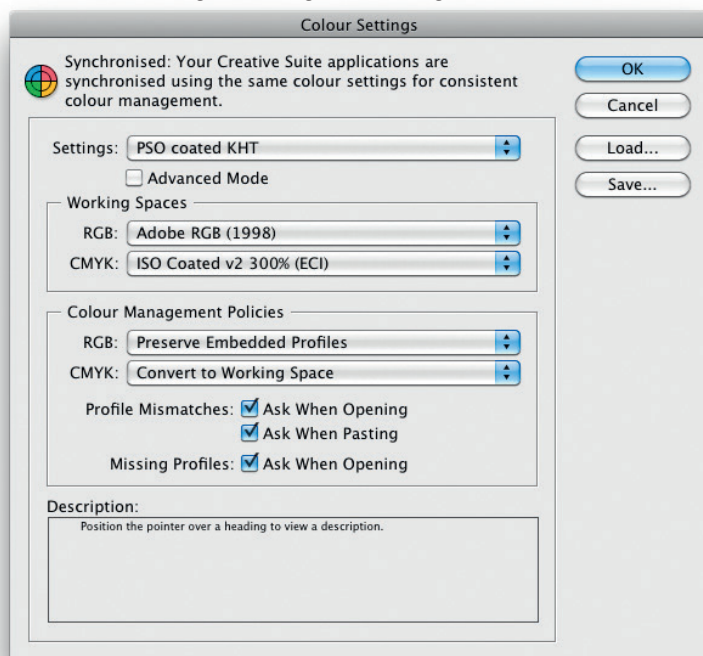 Colour Settings
Synchronised: Your Creative Suite applications are
synchronised using the same colour settings for consistent
colour management.
OK
Cancel
Load...
Save...
Settings: PSO coated KHT
Advanced Mode
Working Spaces
RGB: Adobe RGB (1998)
CMYK: ISO Coated v2 300% (ECI)
Colour Management Policies
RGB: Preserve Embedded Profiles
CMYK: Convert to Working Space
Profile Mismatches: Ask When Opening
Ask When Pasting
Missing Profiles: Ask When Opening
Description:
Position the pointer over a heading to view a description.